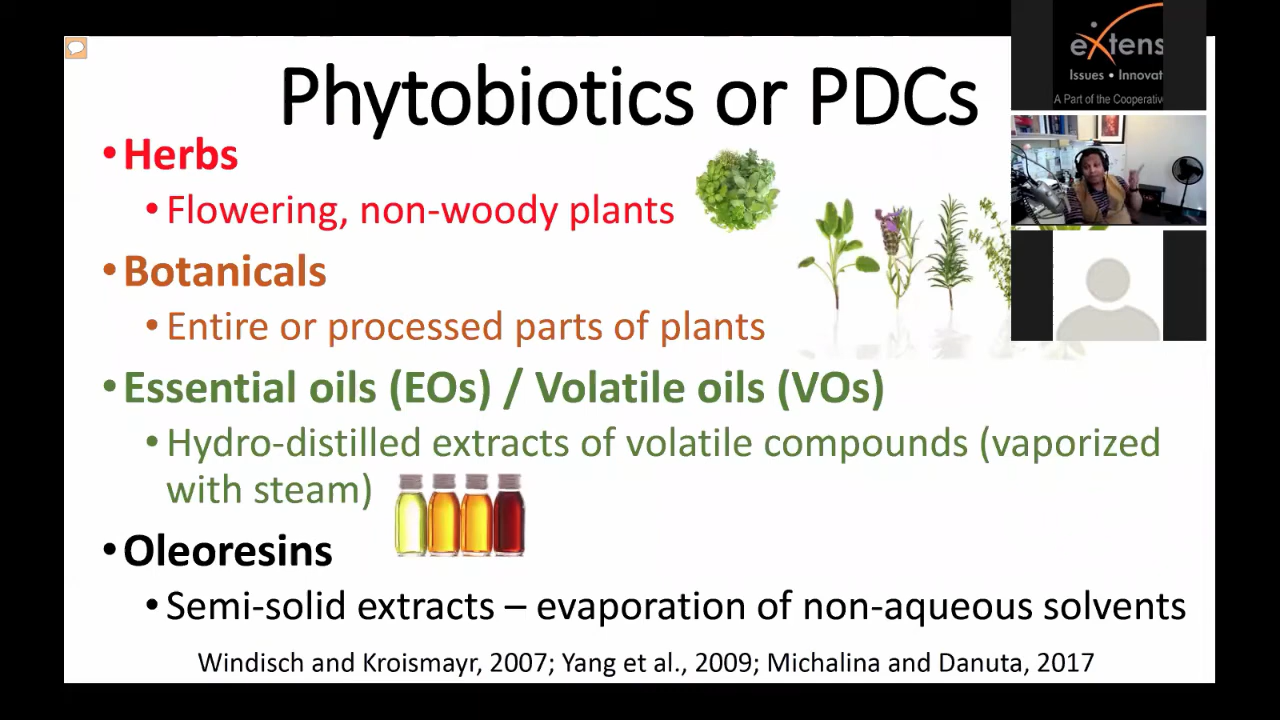 Phytobiotics or PDCs
•Herbs
•Flowering, non-woody plants
•Botanicals
•Entire or processed parts of plants
•Essential oils (EOs) / Volatile oils (VOs)
•Hydro-distilled extracts of volatile compounds (vaporized
with steam)
•Oleoresins
•Semi-solid extracts – evaporation of non-aqueous solvents
Windisch and Kroismayr, 2007; Yang et al., 2009; Michalina and Danuta, 2017
eXtens
Issues • Innovat
A Part of the Cooperativ